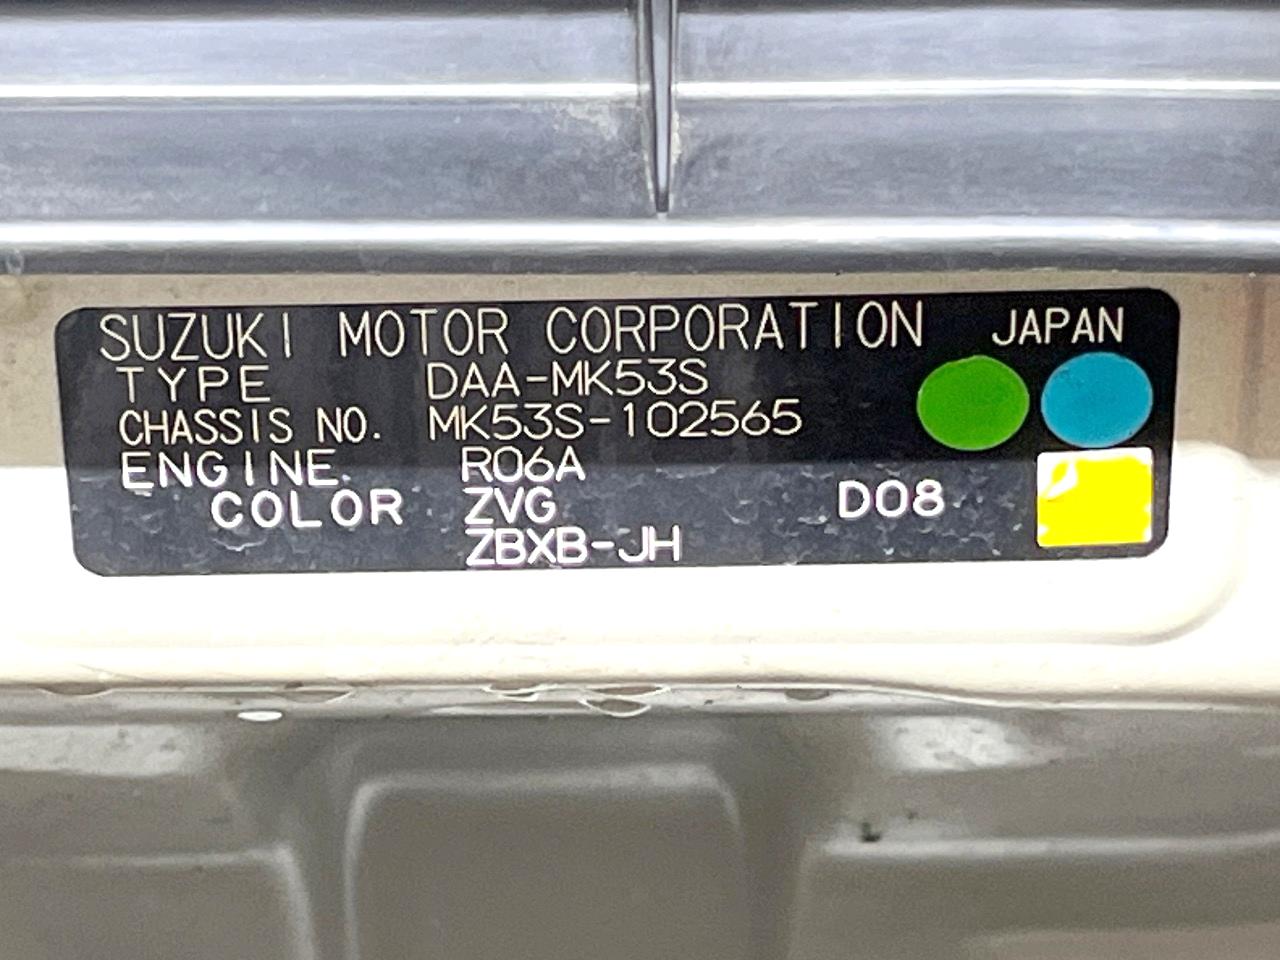 SUZUKI MOTOR CORPORATION JAPAN
TYPE DAA-MK53S
CHASSIS NO. MK53S-102565
ENGINE. R06A
COLOR ZVG D08
ZBXB-JH